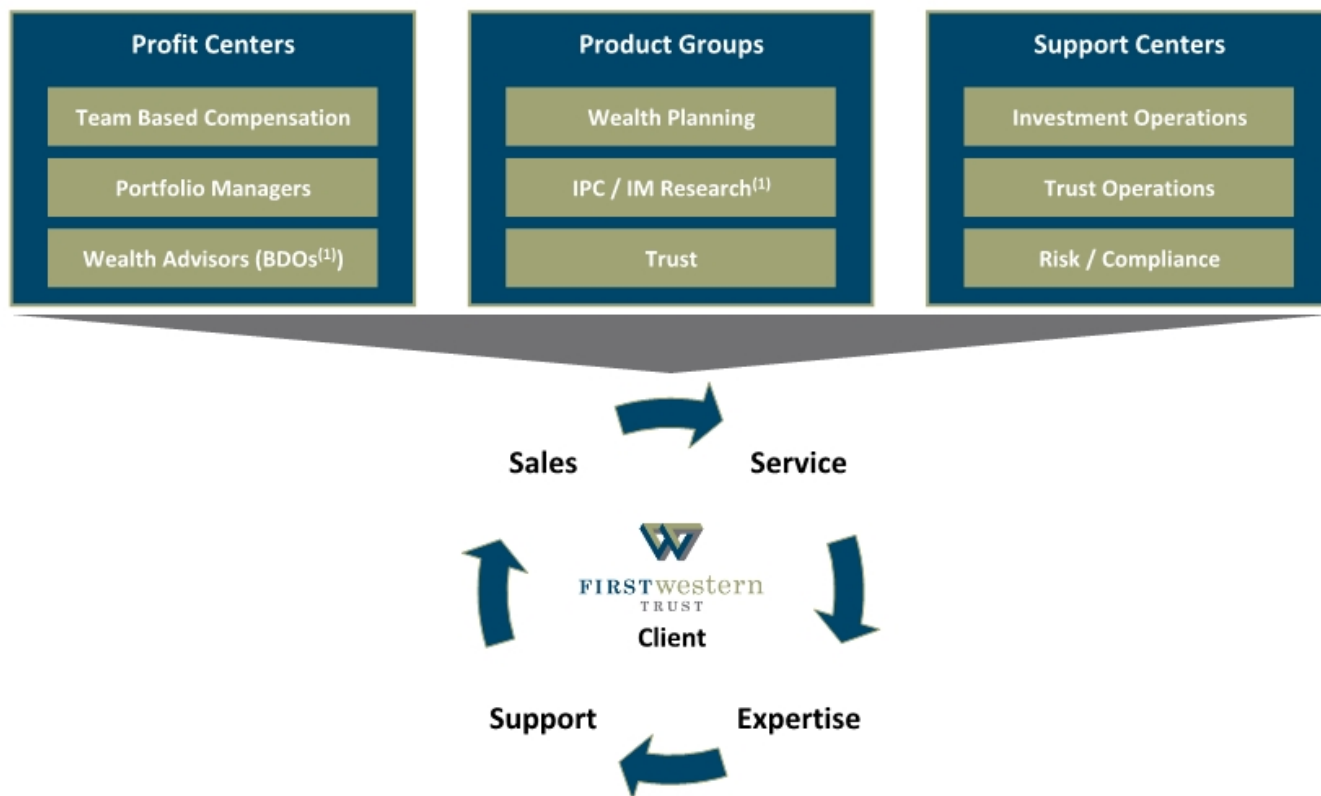 Profit Centers
Team Based Compensation
Portfolio Managers
Wealth Advisors (BDOs(1))
Product Groups
Wealth Planning
IPC / IM Research(1)
Trust
Support Centers
Investment Operations
Trust Operations
Risk / Compliance
Sales
Service
FIRSTwestern
TRUST
Client
Support
Expertise